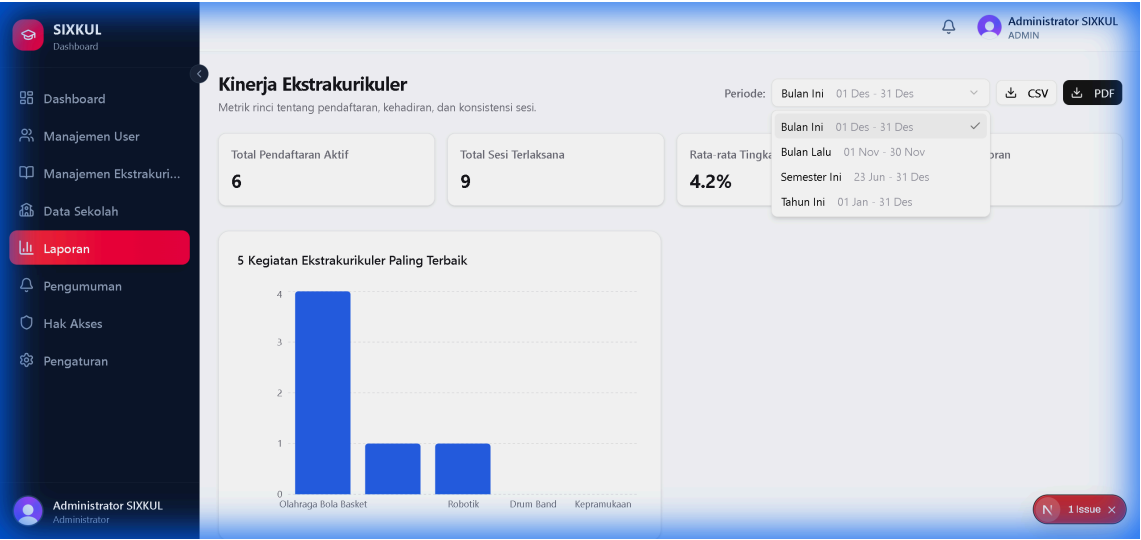 SIXKUL
Dashboard
Dashboard
Manajemen User
Manajemen Ekstrakuri...
Data Sekolah
Laporan
Pengumuman
Hak Akses
Pengaturan
Administrator SIXKUL
Administrator
Administrator SIXKUL
ADMIN
Kinerja Ekstrakurikuler
Metrik rinci tentang pendaftaran, kehadiran, dan konsistensi sesi.
Periode: Bulan Ini 01 Des - 31 Des
CSV
PDF
Bulan Ini 01 Des - 31 Des
Bulan Lalu 01 Nov - 30 Nov
Semester Ini 23 Jun - 31 Des
Tahun Ini 01 Jan - 31 Des
Total Pendaftaran Aktif
6
Total Sesi Terlaksana
9
Rata-rata Tingka
4.2%
oran
5 Kegiatan Ekstrakurikuler Paling Terbaik
4
3
2
1
0
Olahraga Bola Basket Robotik Drum Band Kepramukaan
N 1 Issue